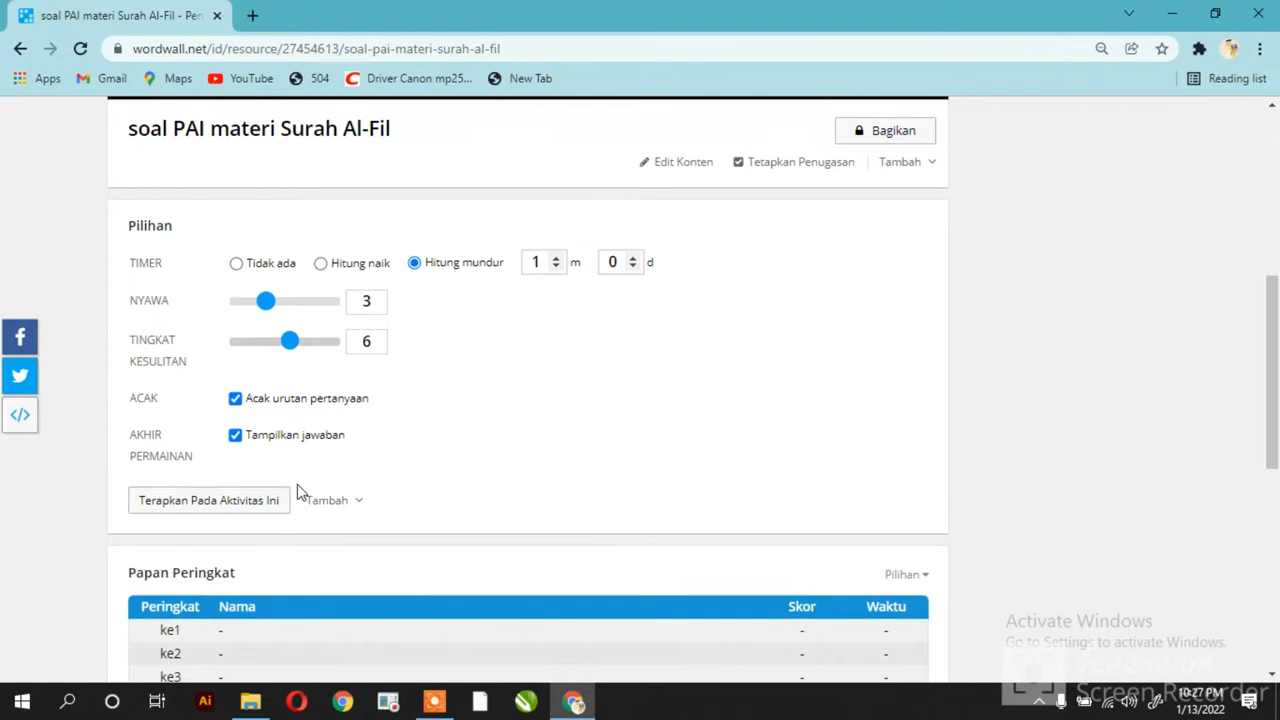 soal PAI materi Surah Al-Fil - Per
wordwall.net/id/resource/27454613/soal-pai-materi-surah-al-fil
Apps Gmail Maps YouTube 504 Driver Canon mp25... New Tab Reading list
soal PAI materi Surah Al-Fil
Bagikan
Edit Konten Tetapkan Penugasan Tambah
Pilihan
TIMER Tidak ada Hitung naik Hitung mundur 1 m 0 d
NYAWA 3
TINGKAT KESULITAN 6
ACAK Acak urutan pertanyaan
AKHIR PERMAINAN Tampilkan jawaban
Terapkan Pada Aktivitas Ini Tambah
Papan Peringkat Pilihan
Peringkat Nama Skor Waktu
ke1 - - -
ke2 - - -
ke3 - - -
Activate Windows
Go to Settings to activate Windows.
Screen Recorder
Ai
10:27 PM
1/13/2022